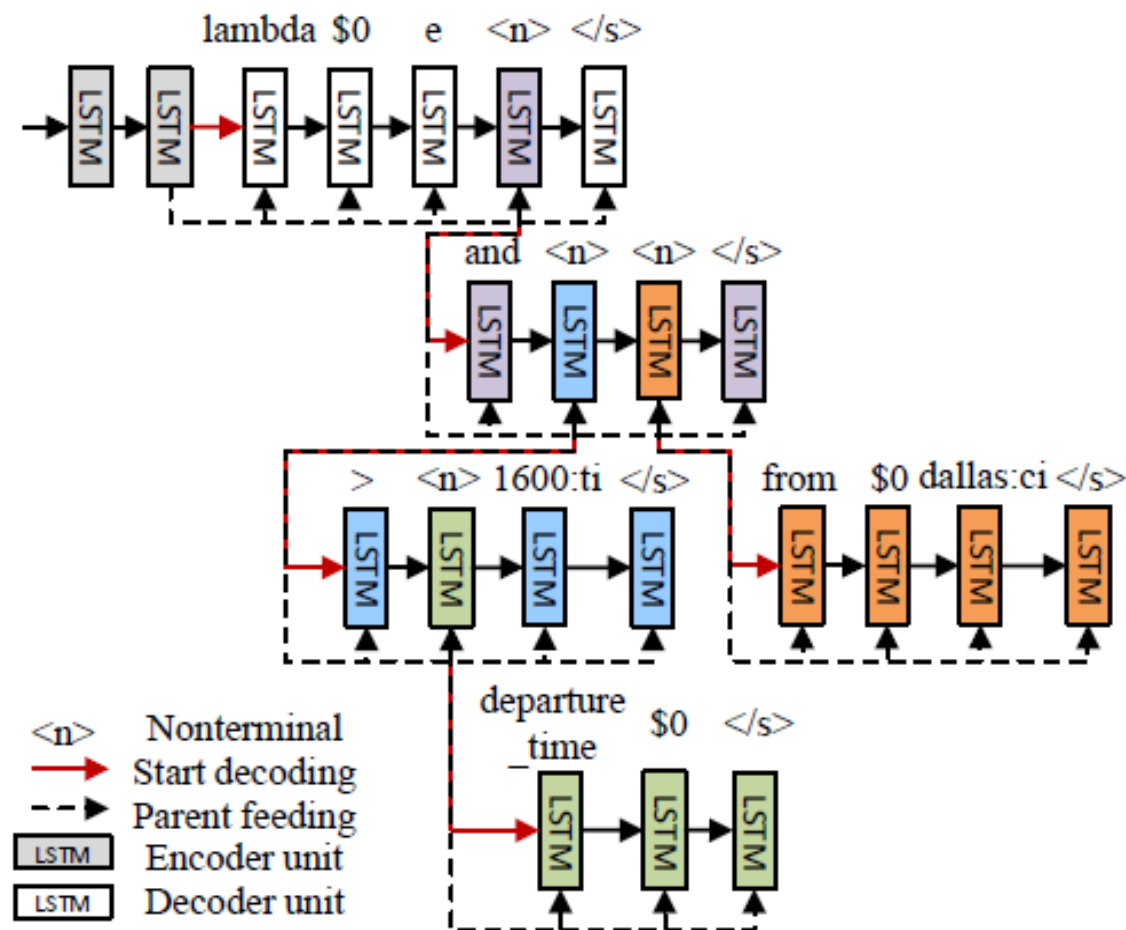 lambda $0 e <n> </s>
LSTM LSTM LSTM LSTM LSTM LSTM LSTM
and <n> <n> </s>
LSTM LSTM LSTM LSTM
> <n> 1600:ti </s>
LSTM LSTM LSTM LSTM
from $0 dallas:ci </s>
LSTM LSTM LSTM LSTM
departure
_time $0 </s>
LSTM LSTM LSTM
<n> Nonterminal
Start decoding
Parent feeding
LSTM Encoder unit
LSTM Decoder unit